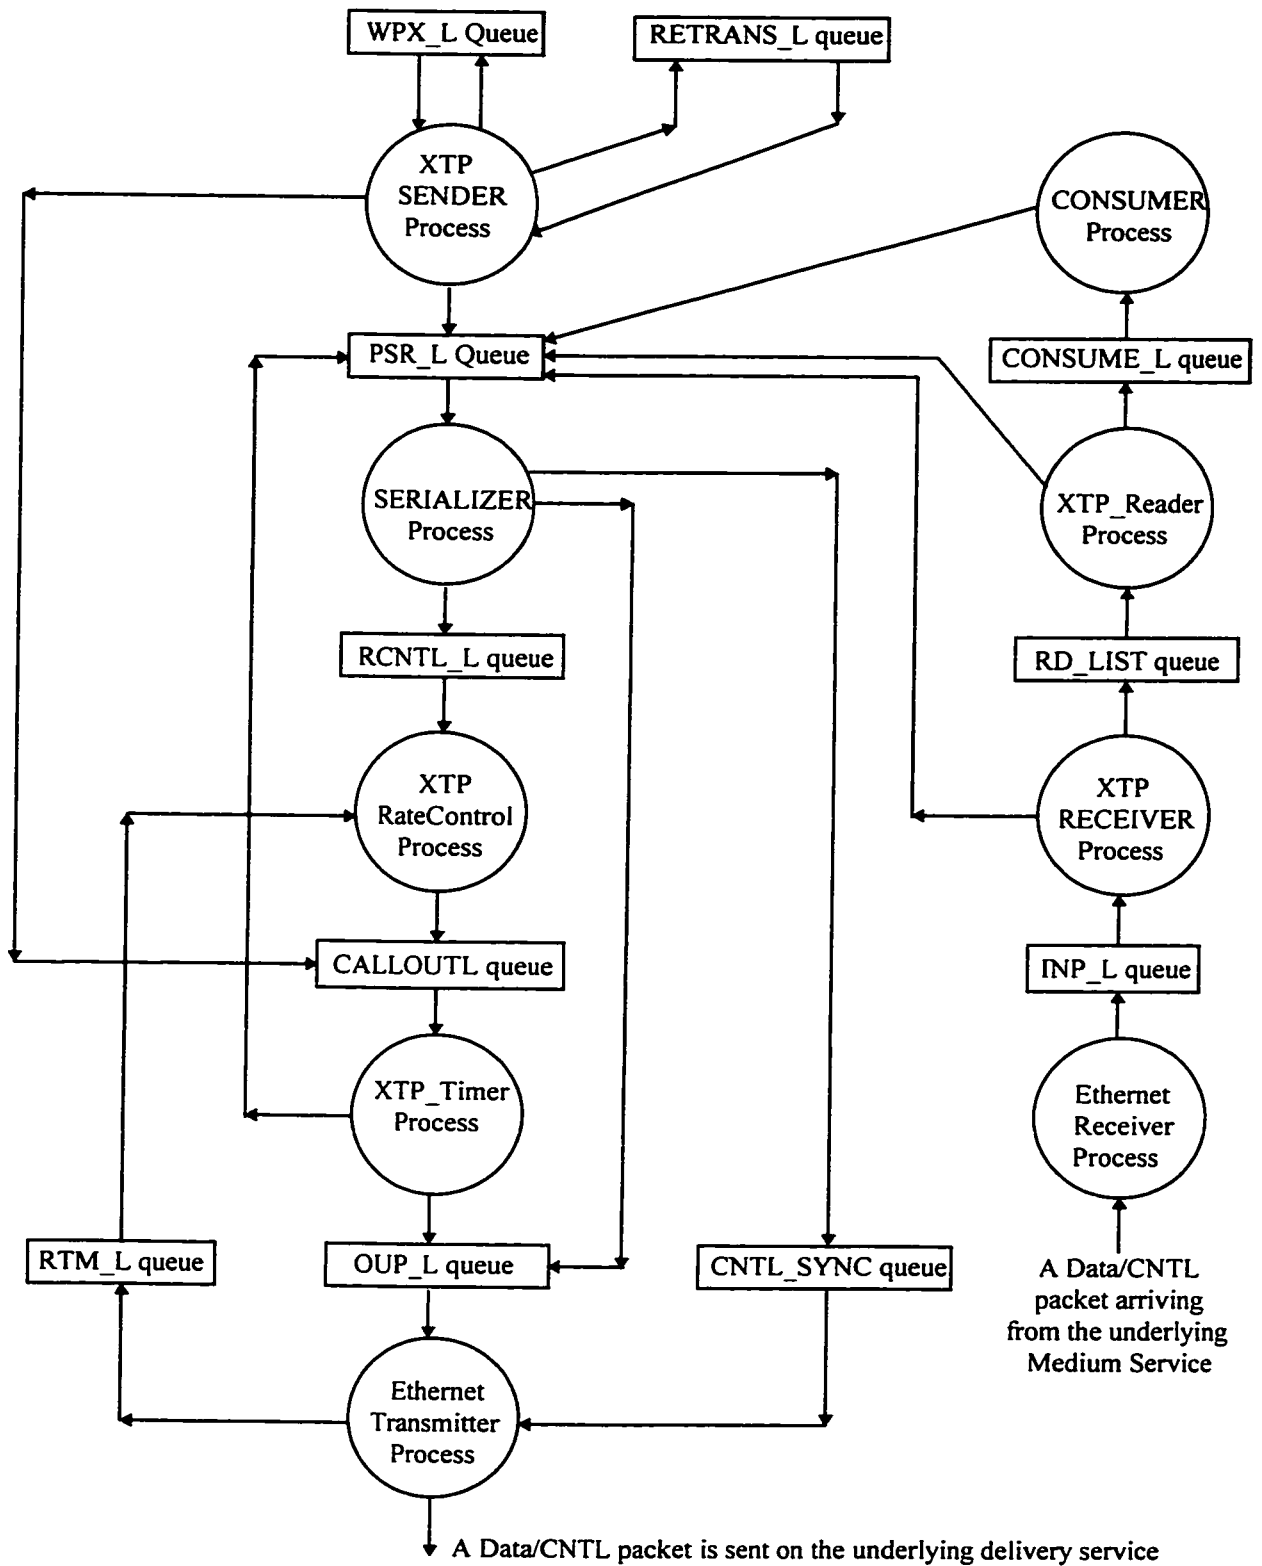 WPX_L Queue
RETRANS_L queue
XTP
SENDER
Process
CONSUMER
Process
PSR_L Queue
CONSUME_L queue
SERIALIZER
Process
XTP_Reader
Process
RCNTL_L queue
RD_LIST queue
XTP
RateControl
Process
XTP
RECEIVER
Process
CALLOUTL queue
INP_L queue
XTP_Timer
Process
Ethernet
Receiver
Process
RTM_L queue
OUP_L queue
CNTL_SYNC queue
A Data/CNTL
packet arriving
from the underlying
Medium Service
Ethernet
Transmitter
Process
A Data/CNTL packet is sent on the underlying delivery service